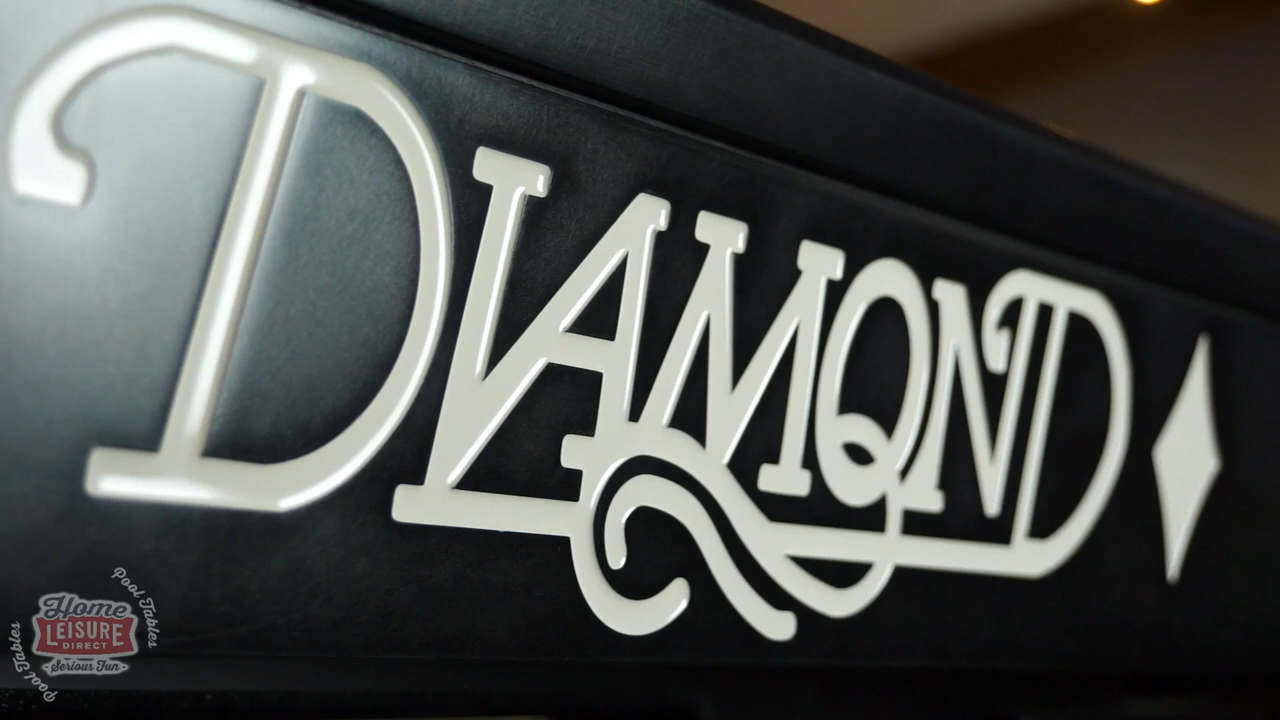 DIAMOND
Pool Tables
Home
LEISURE
DIRECT
Serious Fun
Pool Tables